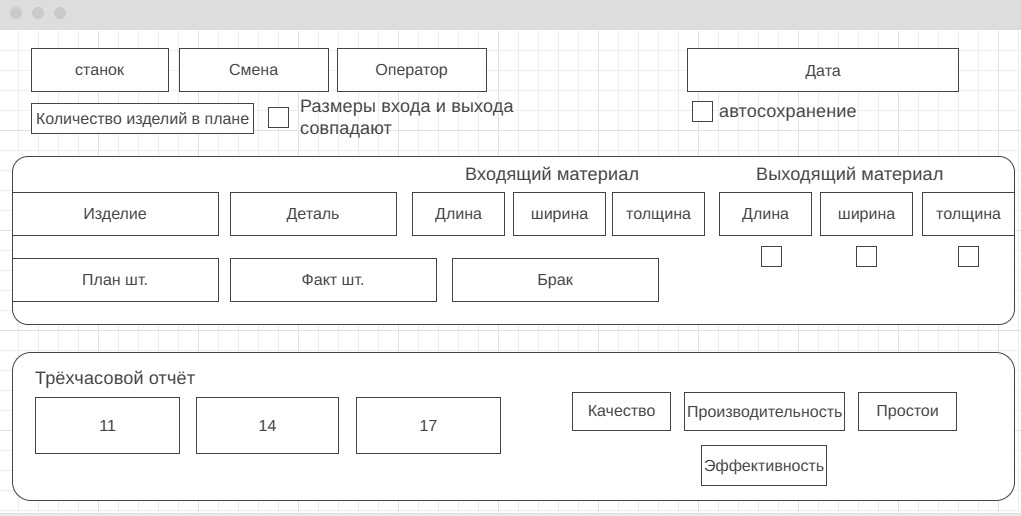 станок
Смена
Оператор
Дата
Количество изделий в плане
Размеры входа и выхода
совпадают
автосохранение
Входящий материал
Выходящий материал
Изделие
Деталь
Длина
ширина
толщина
Длина
ширина
толщина
План шт.
Факт шт.
Брак
Трёхчасовой отчёт
11
14
17
Качество
Производительность
Простои
Эффективность